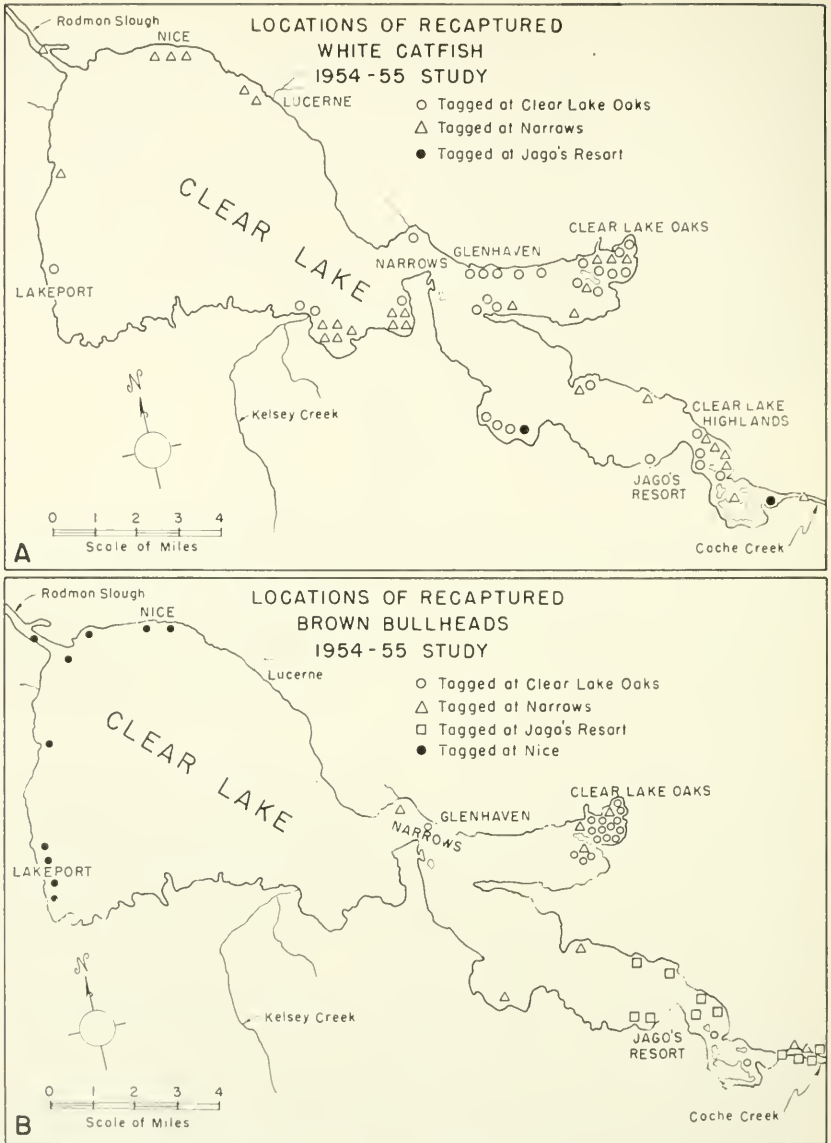 Rodmon Slough
NICE
LOCATIONS OF RECAPTURED
WHITE CATFISH
1954-55 STUDY
LUCERNE
○ Tagged at Clear Lake Oaks
△ Tagged at Narrows
● Tagged at Jago's Resort
CLEAR LAKE
CLEAR LAKE OAKS
GLENHAVEN
NARROWS
LAKEPORT
N
Kelsey Creek
CLEAR LAKE
HIGHLANDS
JAGO'S
RESORT
0 1 2 3 4
Scale of Miles
Cache Creek
A
Rodmon Slough
NICE
LOCATIONS OF RECAPTURED
BROWN BULLHEADS
1954-55 STUDY
Lucerne
○ Tagged at Clear Lake Oaks
△ Tagged at Narrows
□ Tagged at Jago's Resort
● Tagged at Nice
CLEAR LAKE
CLEAR LAKE OAKS
GLENHAVEN
NARROWS
LAKEPORT
N
Kelsey Creek
JAGO'S
RESORT
0 1 2 3 4
Scale of Miles
Cache Creek
B